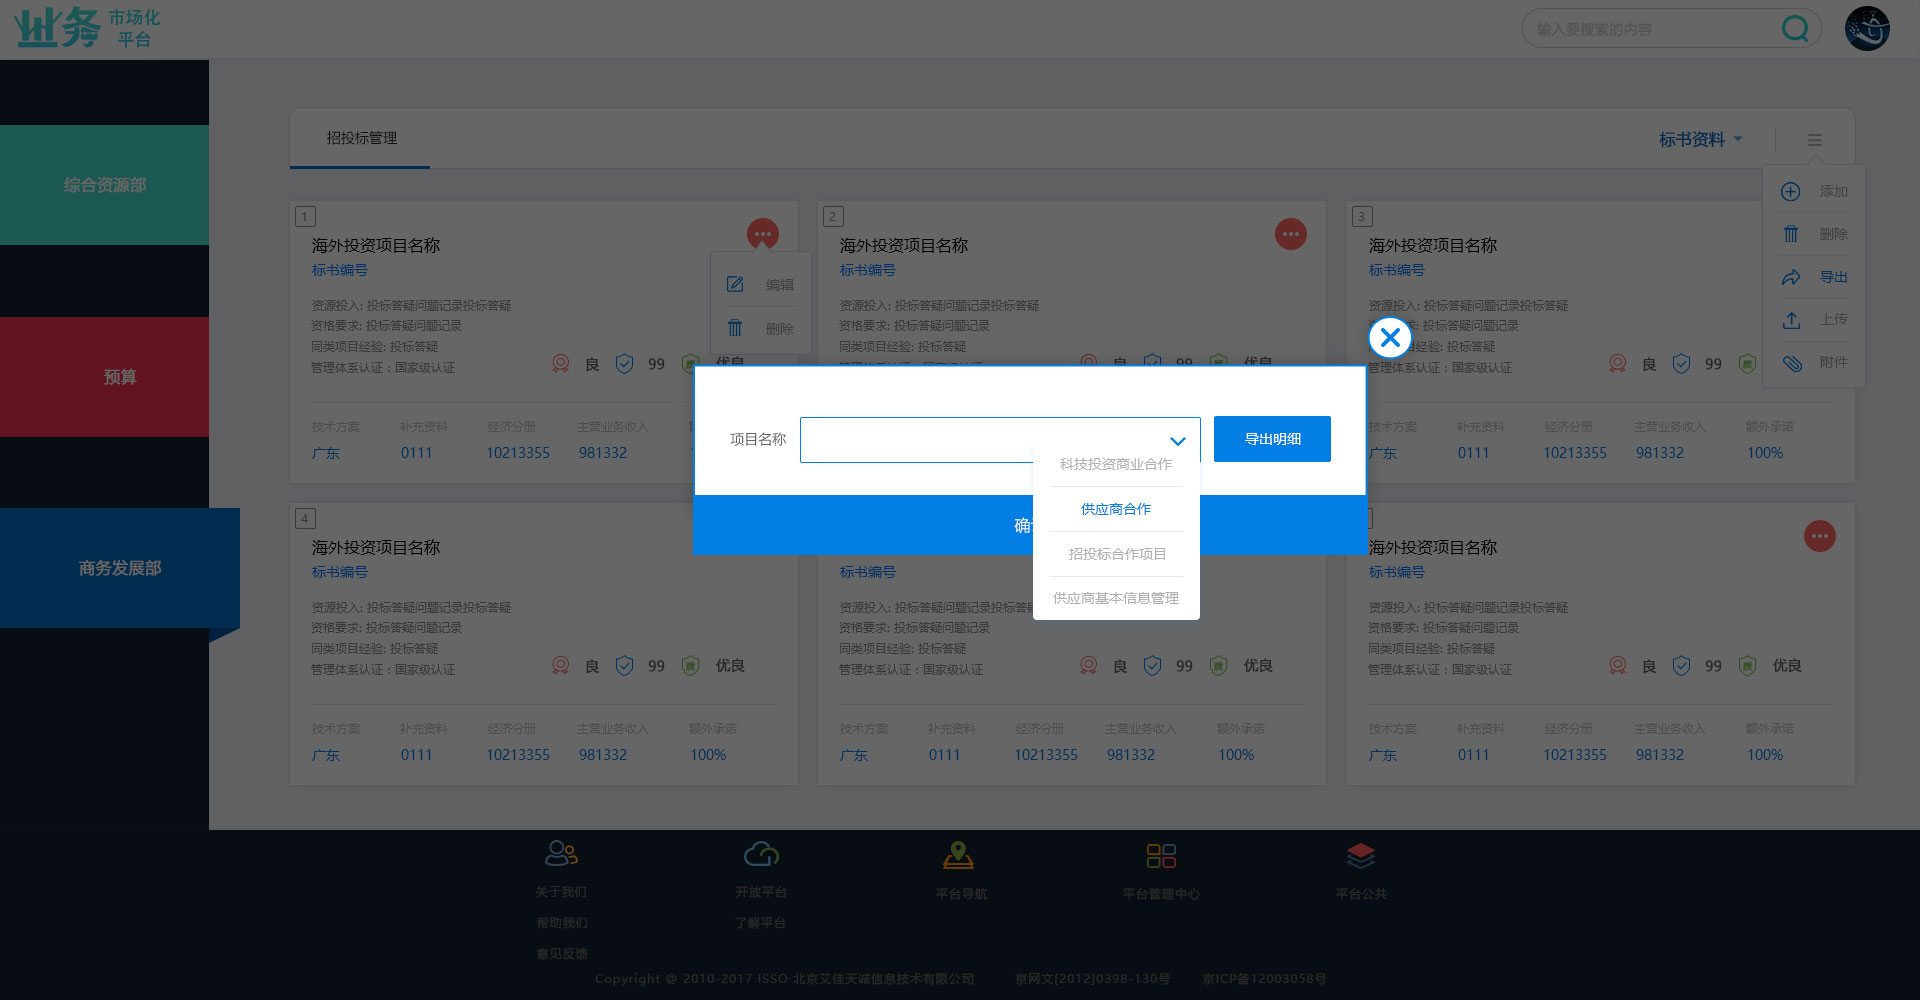 业务 市场化
平台
输入要搜索的内容
招投标管理
标书资料
综合资源部
预算
商务发展部
添加
删除
导出
上传
附件
1
海外投资项目名称
标书编号
资源投入: 投标答疑问题记录投标答疑
资格要求: 投标答疑问题记录
同类项目经验: 投标答疑
管理体系认证：国家级认证
良 99 优良
编辑
删除
技术方案 补充资料 经济分册 主营业务收入
广东 0111 10213355 981332
2
海外投资项目名称
标书编号
资源投入: 投标答疑问题记录投标答疑
资格要求: 投标答疑问题记录
同类项目经验: 投标答疑
良 99 优良
3
海外投资项目名称
标书编号
资源投入: 投标答疑问题记录投标答疑
资格要求: 投标答疑问题记录
类项目经验: 投标答疑
管理体系认证：国家级认证
良 99
技术方案 补充资料 经济分册 主营业务收入 额外承诺
广东 0111 10213355 981332 100%
项目名称
导出明细
科技投资商业合作
供应商合作
招投标合作项目
供应商基本信息管理
确
4
海外投资项目名称
标书编号
资源投入: 投标答疑问题记录投标答疑
资格要求: 投标答疑问题记录
同类项目经验: 投标答疑
管理体系认证：国家级认证
良 99 优良
技术方案 补充资料 经济分册 主营业务收入 额外承诺
广东 0111 10213355 981332 100%
标书编号
资源投入: 投标答疑问题记
资格要求: 投标答疑问题记录
同类项目经验: 投标答疑
管理体系认证：国家级认证
良 99 优良
技术方案 补充资料 经济分册 主营业务收入 额外承诺
广东 0111 10213355 981332 100%
海外投资项目名称
标书编号
资源投入: 投标答疑问题记录投标答疑
资格要求: 投标答疑问题记录
同类项目经验: 投标答疑
管理体系认证：国家级认证
良 99 优良
技术方案 补充资料 经济分册 主营业务收入 额外承诺
广东 0111 10213355 981332 100%
关于我们
帮助我们
意见反馈
开放平台
了解平台
平台导航
平台管理中心
平台公共
Copyright @ 2010-2017 ISSO 北京艾佳天诚信息技术有限公司 京网文[2012]0398-130号 京ICP备12003058号